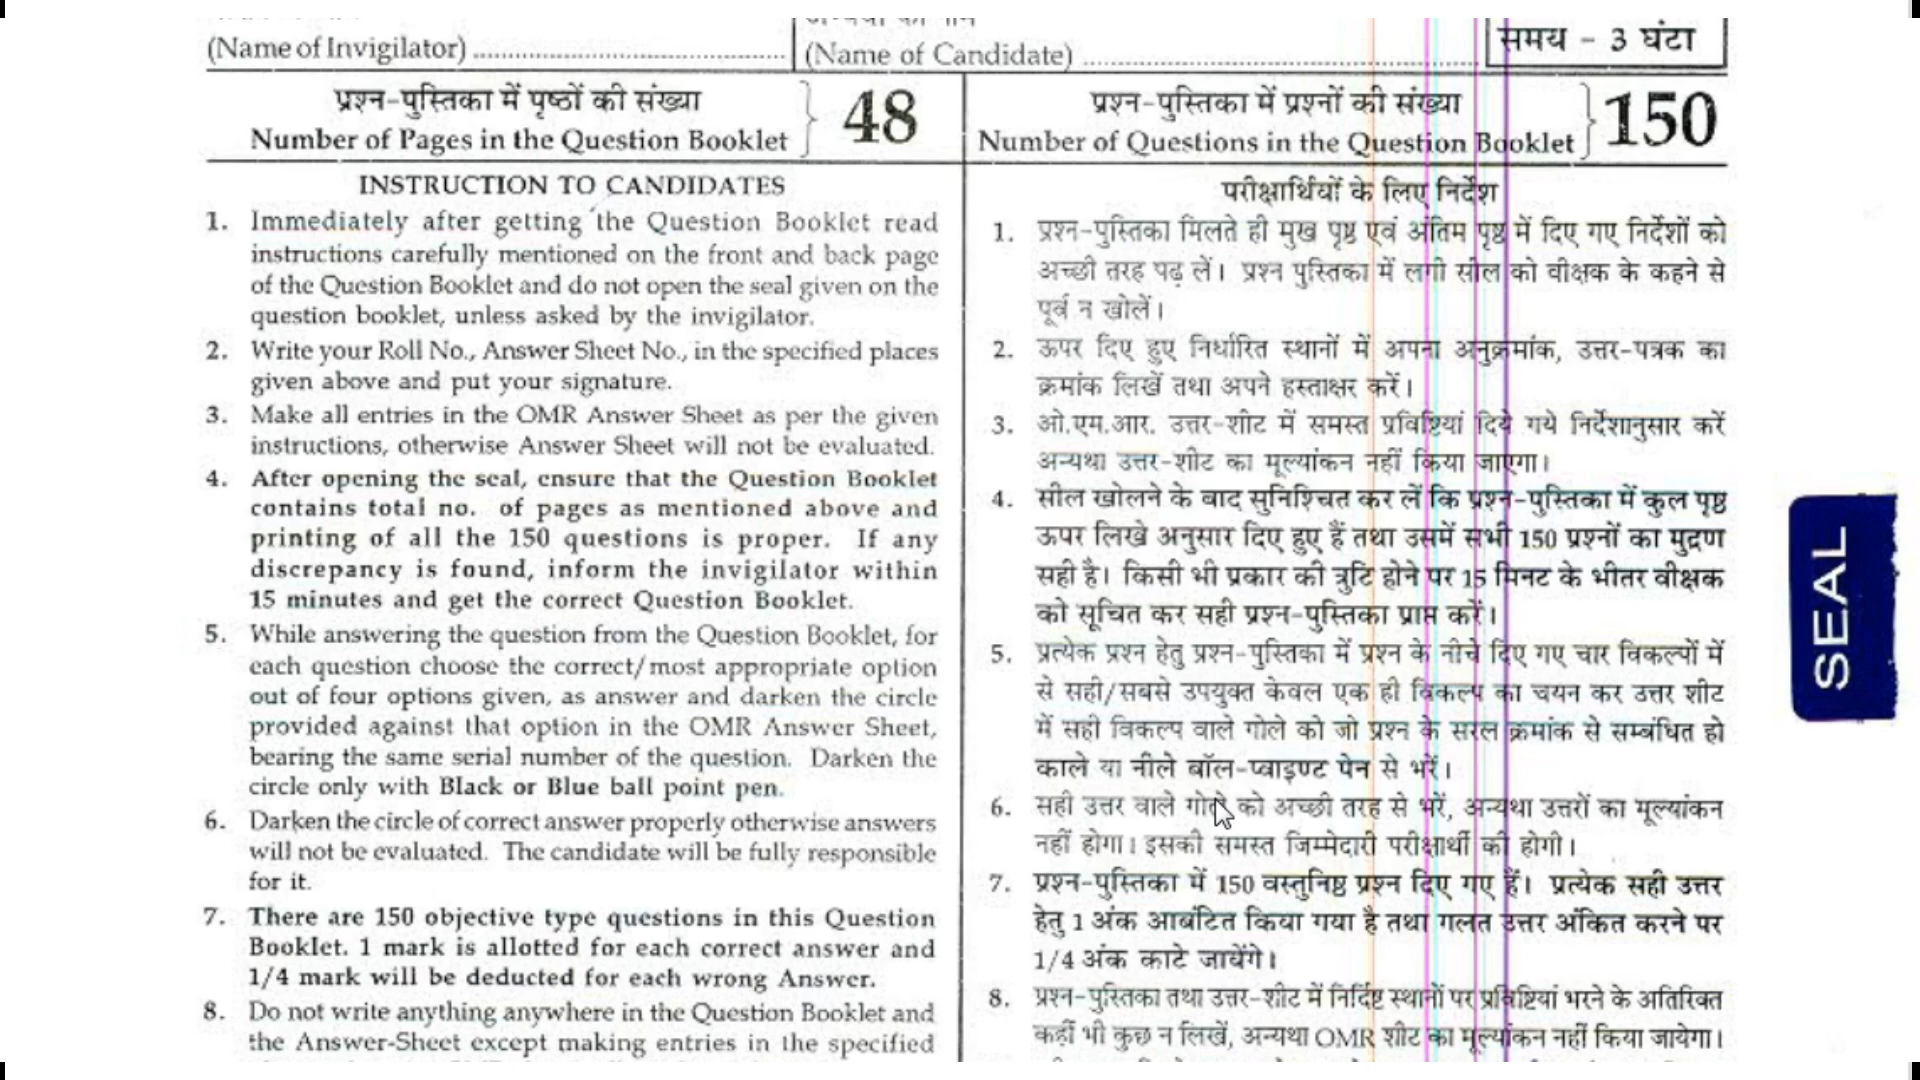 (Name of Invigilator)
(Name of Candidate)
समय - 3 घंटा
प्रश्न-पुस्तिका में पृष्ठों की संख्या
Number of Pages in the Question Booklet
48
प्रश्न-पुस्तिका में प्रश्नों की संख्या
Number of Questions in the Question Booklet
150
INSTRUCTION TO CANDIDATES
1. Immediately after getting the Question Booklet read
instructions carefully mentioned on the front and back page
of the Question Booklet and do not open the seal given on the
question booklet, unless asked by the invigilator.
2. Write your Roll No., Answer Sheet No., in the specified places
given above and put your signature.
3. Make all entries in the OMR Answer Sheet as per the given
instructions, otherwise Answer Sheet will not be evaluated.
4. After opening the seal, ensure that the Question Booklet
contains total no. of pages as mentioned above and
printing of all the 150 questions is proper. If any
discrepancy is found, inform the invigilator within
15 minutes and get the correct Question Booklet.
5. While answering the question from the Question Booklet, for
each question choose the correct/most appropriate option
out of four options given, as answer and darken the circle
provided against that option in the OMR Answer Sheet,
bearing the same serial number of the question. Darken the
circle only with Black or Blue ball point pen.
6. Darken the circle of correct answer properly otherwise answers
will not be evaluated. The candidate will be fully responsible
for it.
7. There are 150 objective type questions in this Question
Booklet. 1 mark is allotted for each correct answer and
1/4 mark will be deducted for each wrong Answer.
8. Do not write anything anywhere in the Question Booklet and
the Answer-Sheet except making entries in the specified
परीक्षार्थियों के लिए निर्देश
1. प्रश्न-पुस्तिका मिलते ही मुख पृष्ठ एवं अंतिम पृष्ठ में दिए गए निर्देशों को
अच्छी तरह पढ़ लें। प्रश्न पुस्तिका में लगी सील को वीक्षक के कहने से
पूर्व न खोलें।
2. ऊपर दिए हुए निर्धारित स्थानों में अपना अनुक्रमांक, उत्तर-पत्रक का
क्रमांक लिखें तथा अपने हस्ताक्षर करें।
3. ओ.एम.आर. उत्तर-शीट में समस्त प्रविष्टियां दिये गये निर्देशानुसार करें
अन्यथा उत्तर-शीट का मूल्यांकन नहीं किया जाएगा।
4. सील खोलने के बाद सुनिश्चित कर लें कि प्रश्न-पुस्तिका में कुल पृष्ठ
ऊपर लिखे अनुसार दिए हुए हैं तथा उसमें सभी 150 प्रश्नों का मुद्रण
सही है। किसी भी प्रकार की त्रुटि होने पर 15 मिनट के भीतर वीक्षक
को सूचित कर सही प्रश्न-पुस्तिका प्राप्त करें।
5. प्रत्येक प्रश्न हेतु प्रश्न-पुस्तिका में प्रश्न के नीचे दिए गए चार विकल्पों में
से सही/सबसे उपयुक्त केवल एक ही विकल्प का चयन कर उत्तर शीट
में सही विकल्प वाले गोले को जो प्रश्न के सरल क्रमांक से सम्बंधित हो
काले या नीले बॉल-प्वाइण्ट पेन से भरें।
6. सही उत्तर वाले गोले को अच्छी तरह से भरें, अन्यथा उत्तरों का मूल्यांकन
नहीं होगा। इसकी समस्त जिम्मेदारी परीक्षार्थी की होगी।
7. प्रश्न-पुस्तिका में 150 वस्तुनिष्ठ प्रश्न दिए गए हैं। प्रत्येक सही उत्तर
हेतु 1 अंक आबंटित किया गया है तथा गलत उत्तर अंकित करने पर
1/4 अंक काटे जायेंगे।
8. प्रश्न-पुस्तिका तथा उत्तर-शीट में निर्दिष्ट स्थानों पर प्रविष्टियां भरने के अतिरिक्त
कहीं भी कुछ न लिखें, अन्यथा OMR शीट का मूल्यांकन नहीं किया जायेगा।
SEAL